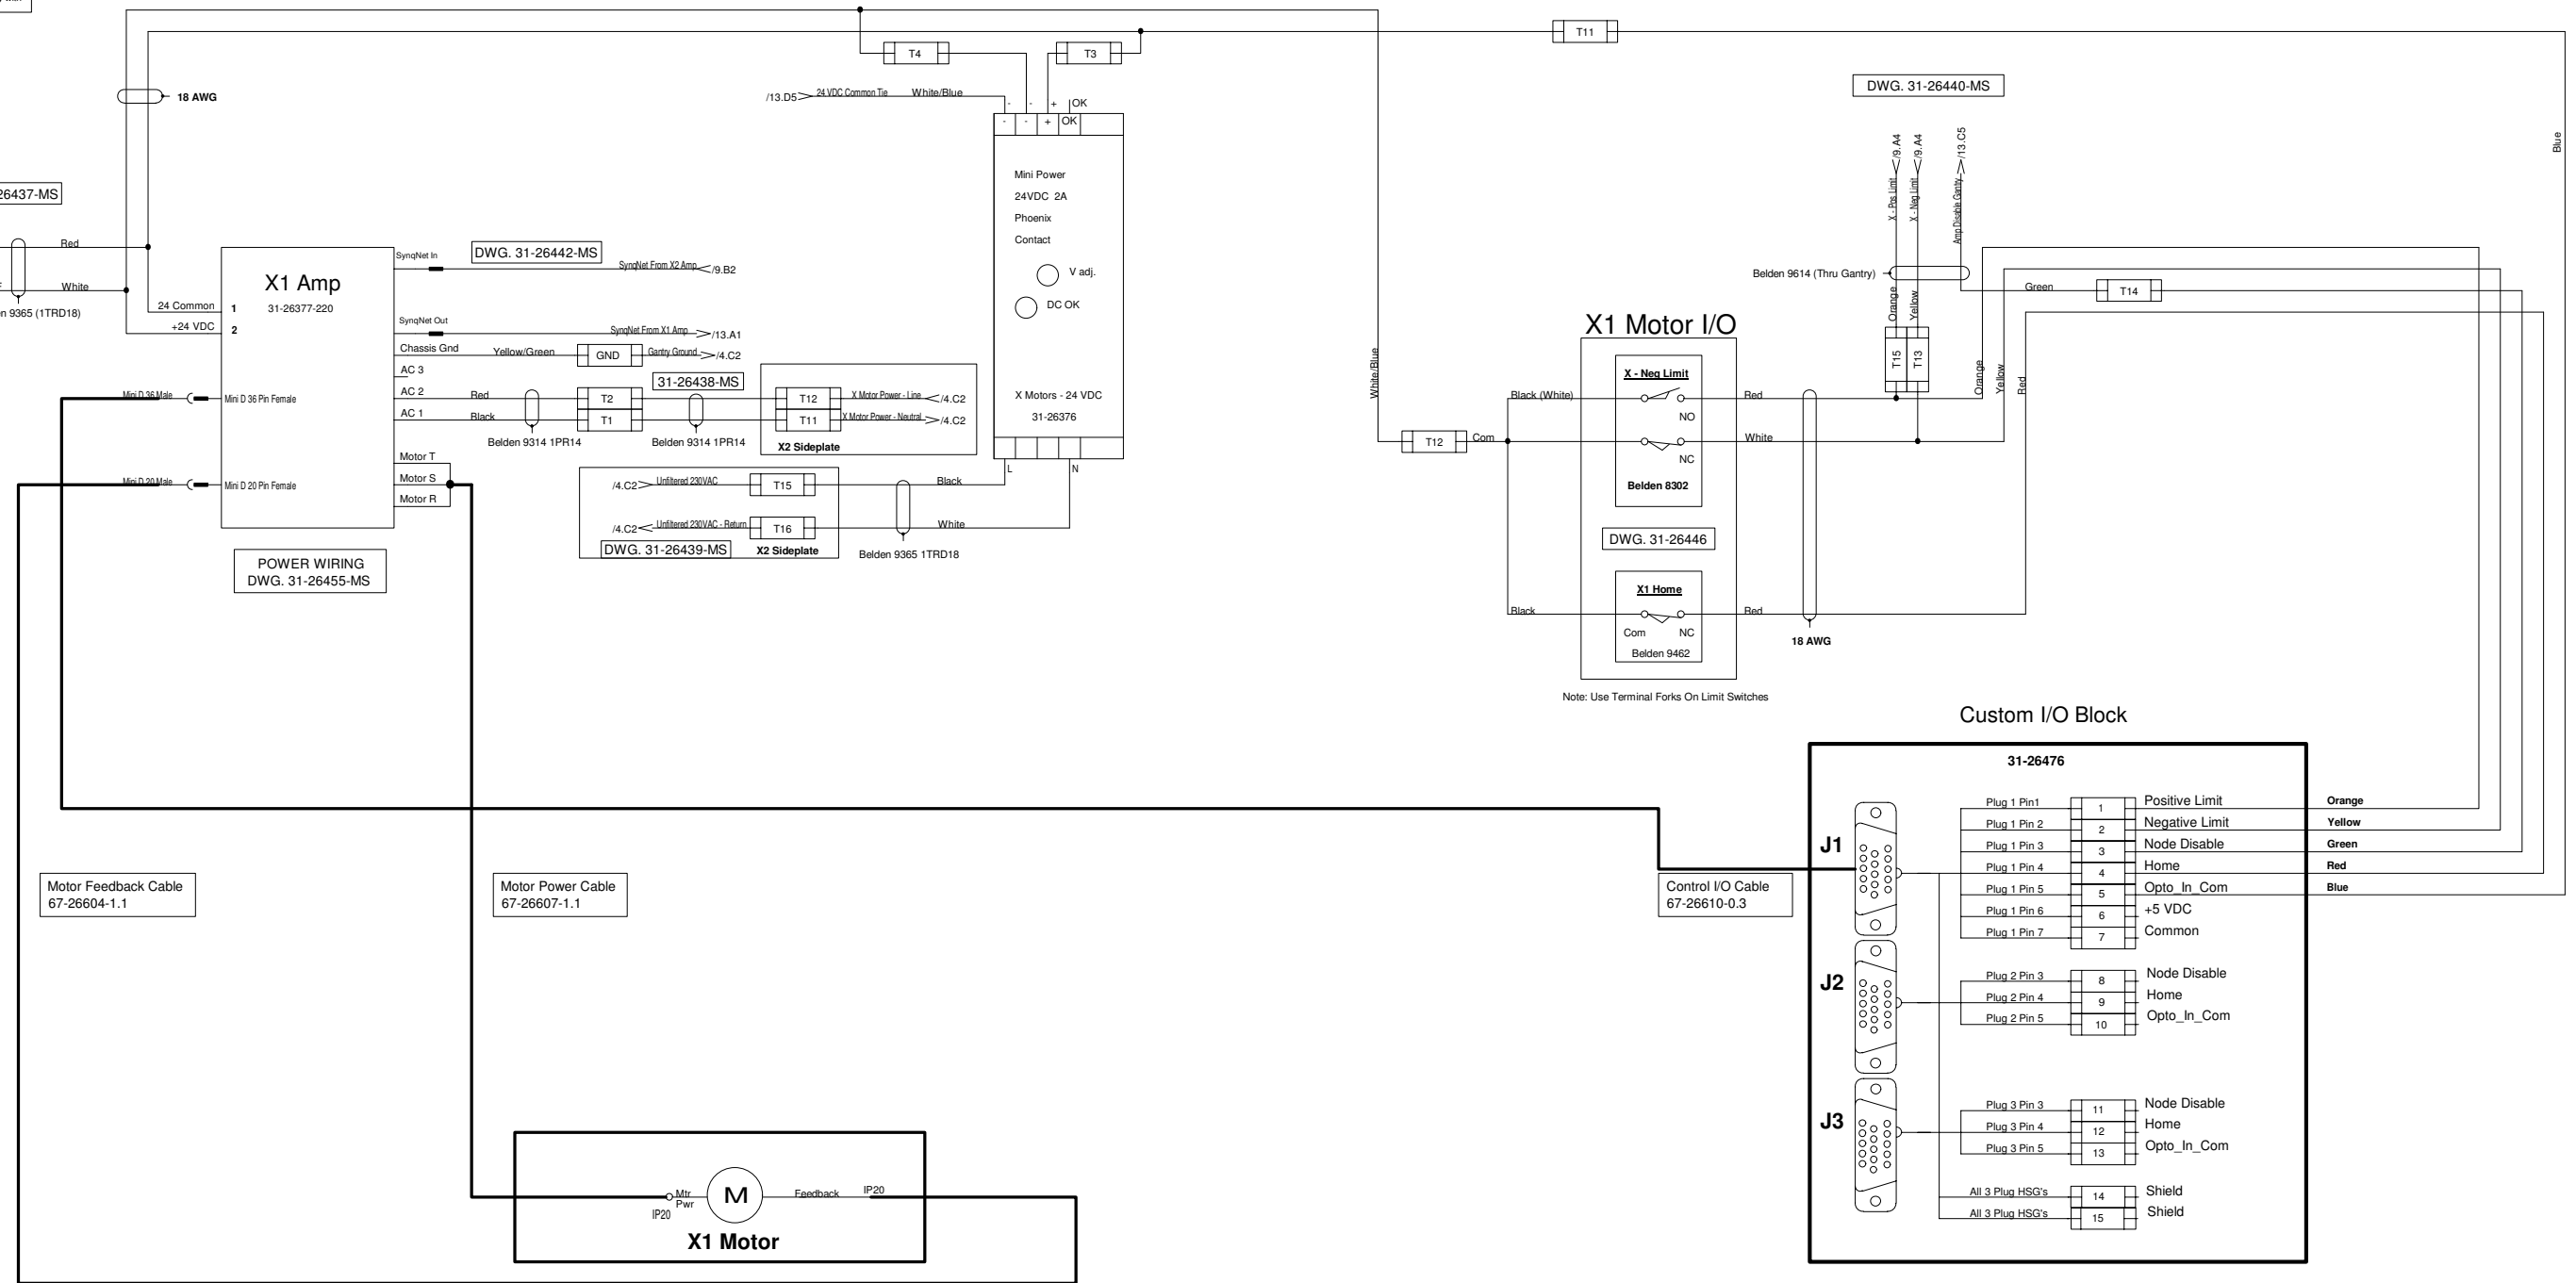 T11
T4
T3
18 AWG
/13.D5
24 VDC Common Tie
White/Blue
-
-
+
OK
-
-
+
OK
DWG. 31-26440-MS
Blue
/9.A4
/9.A4
/13.C5
X - Pos Limit
X - Neg Limit
Amp Disable Gantry
Mini Power
24VDC 2A
Phoenix
Contact
V adj.
DC OK
X Motors - 24 VDC
31-26376
L
N
26437-MS
Red
White
9365 (1TRD18)
24 Common
+24 VDC
1
2
X1 Amp
31-26377-220
SynqNet In
DWG. 31-26442-MS
SynqNet From X2 Amp
/9.B2
SynqNet Out
SynqNet From X1 Amp
/13.A1
Chassis Gnd
Yellow/Green
GND
Gantry Ground
/4.C2
AC 3
AC 2
Red
T2
31-26438-MS
T12
X Motor Power - Line
/4.C2
AC 1
Black
T1
T11
X Motor Power - Neutral
/4.C2
Belden 9314 1PR14
Belden 9314 1PR14
X2 Sideplate
Mini D 36 Male
Mini D 36 Pin Female
Mini D 20 Male
Mini D 20 Pin Female
Motor T
Motor S
Motor R
/4.C2
Unfiltered 230VAC
T15
Black
/4.C2
Unfiltered 230VAC - Return
T16
White
DWG. 31-26439-MS
X2 Sideplate
Belden 9365 1TRD18
POWER WIRING
DWG. 31-26455-MS
Belden 9614 (Thru Gantry)
Orange
Yellow
Green
T14
T15
T13
Orange
Yellow
Red
White/Blue
X1 Motor I/O
X - Neg Limit
Black (White)
NO
Red
T12
Com
NC
White
Belden 8302
DWG. 31-26446
X1 Home
Black
Red
Com
NC
Belden 9462
18 AWG
Note: Use Terminal Forks On Limit Switches
Custom I/O Block
31-26476
J1
Plug 1 Pin1
1
Positive Limit
Orange
Plug 1 Pin 2
2
Negative Limit
Yellow
Plug 1 Pin 3
3
Node Disable
Green
Plug 1 Pin 4
4
Home
Red
Plug 1 Pin 5
5
Opto_In_Com
Blue
Plug 1 Pin 6
6
+5 VDC
Plug 1 Pin 7
7
Common
J2
Plug 2 Pin 3
8
Node Disable
Plug 2 Pin 4
9
Home
Plug 2 Pin 5
10
Opto_In_Com
J3
Plug 3 Pin 3
11
Node Disable
Plug 3 Pin 4
12
Home
Plug 3 Pin 5
13
Opto_In_Com
All 3 Plug HSG's
14
Shield
All 3 Plug HSG's
15
Shield
Motor Feedback Cable
67-26604-1.1
Motor Power Cable
67-26607-1.1
Control I/O Cable
67-26610-0.3
Mtr
Pwr
IP20
M
Feedback
IP20
X1 Motor